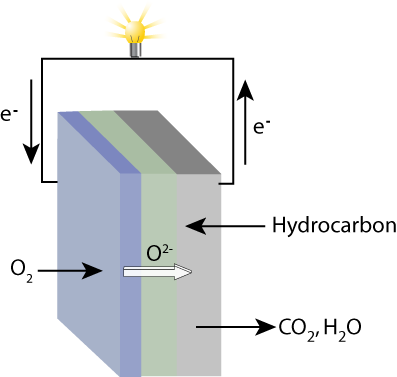 e⁻
e⁻
Hydrocarbon
O²⁻
O₂
CO₂, H₂O